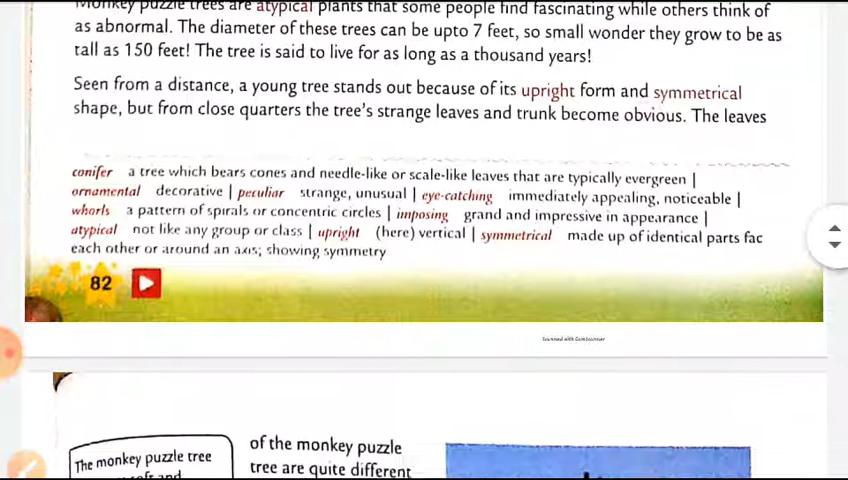 Monkey puzzle trees are atypical plants that some people find fascinating while others think of
as abnormal. The diameter of these trees can be upto 7 feet, so small wonder they grow to be as
tall as 150 feet! The tree is said to live for as long as a thousand years!
Seen from a distance, a young tree stands out because of its upright form and symmetrical
shape, but from close quarters the tree's strange leaves and trunk become obvious. The leaves
conifer a tree which bears cones and needle-like or scale-like leaves that are typically evergreen |
ornamental decorative | peculiar strange, unusual | eye-catching immediately appealing, noticeable |
whorls a pattern of spirals or concentric circles | imposing grand and impressive in appearance |
atypical not like any group or class | upright (here) vertical | symmetrical made up of identical parts fac
each other or around an axis; showing symmetry
82
Scanned with CamScanner
of the monkey puzzle
The monkey puzzle tree
tree are quite different
soft and